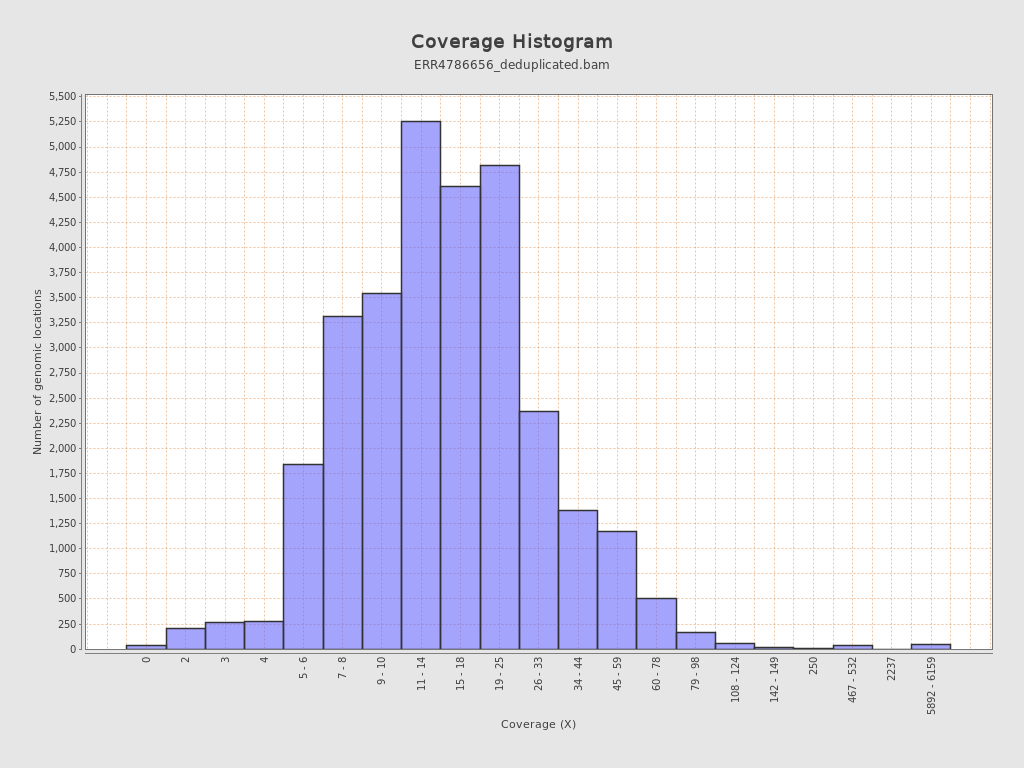 Coverage Histogram
ERR4786656_deduplicated.bam
Number of genomic locations
5,500
5,250
5,000
4,750
4,500
4,250
4,000
3,750
3,500
3,250
3,000
2,750
2,500
2,250
2,000
1,750
1,500
1,250
1,000
750
500
250
0
0
2
3
4
5 - 6
7 - 8
9 - 10
11 - 14
15 - 18
19 - 25
26 - 33
34 - 44
45 - 59
60 - 78
79 - 98
108 - 124
142 - 149
250
467 - 532
2237
5892 - 6159
Coverage (X)